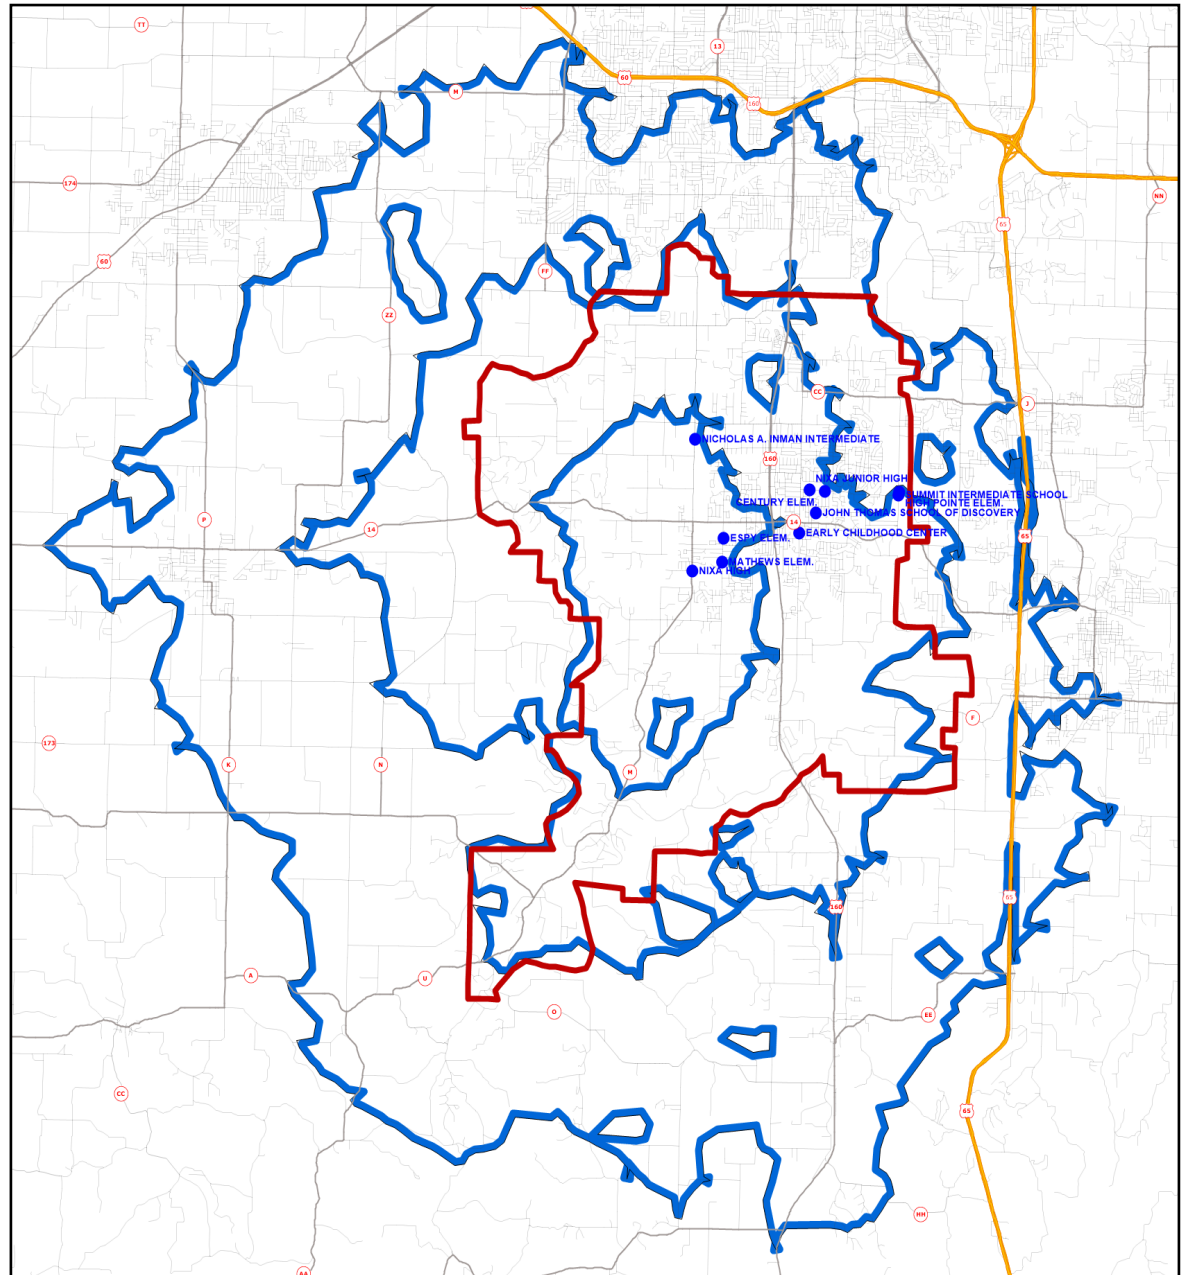 TT
13
60
M
160
174
NN
65
60
FF
ZZ
CC
J
NICHOLAS A. INMAN INTERMEDIATE
160
NIXA JUNIOR HIGH
SUMMIT INTERMEDIATE SCHOOL
CENTURY ELEM.
HIGH POINTE ELEM.
JOHN THOMAS SCHOOL OF DISCOVERY
P
14
14
EARLY CHILDHOOD CENTER
ESPY ELEM.
65
MATHEWS ELEM.
NIXA HIGH
F
173
K
N
M
65
160
A
U
O
EE
CC
65
HH
AA